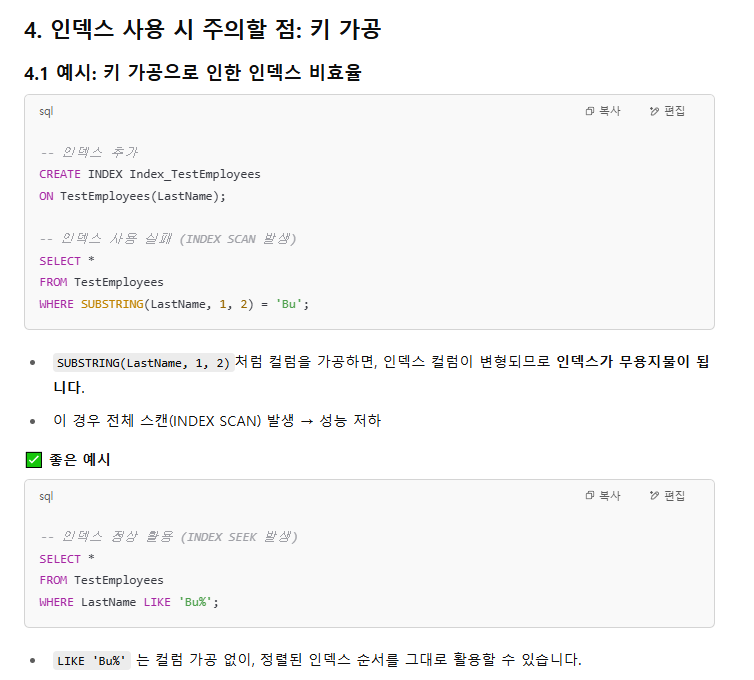 4. 인덱스 사용 시 주의할 점: 키 가공
4.1 예시: 키 가공으로 인한 인덱스 비효율
sql 복사 편집
-- 인덱스 추가
CREATE INDEX Index_TestEmployees
ON TestEmployees(LastName);
-- 인덱스 사용 실패 (INDEX SCAN 발생)
SELECT *
FROM TestEmployees
WHERE SUBSTRING(LastName, 1, 2) = 'Bu';
• SUBSTRING(LastName, 1, 2) 처럼 컬럼을 가공하면, 인덱스 컬럼이 변형되므로 인덱스가 무용지물이 됩
니다.
• 이 경우 전체 스캔(INDEX SCAN) 발생 → 성능 저하
✅ 좋은 예시
sql 복사 편집
-- 인덱스 정상 활용 (INDEX SEEK 발생)
SELECT *
FROM TestEmployees
WHERE LastName LIKE 'Bu%';
• LIKE 'Bu%' 는 컬럼 가공 없이, 정렬된 인덱스 순서를 그대로 활용할 수 있습니다.